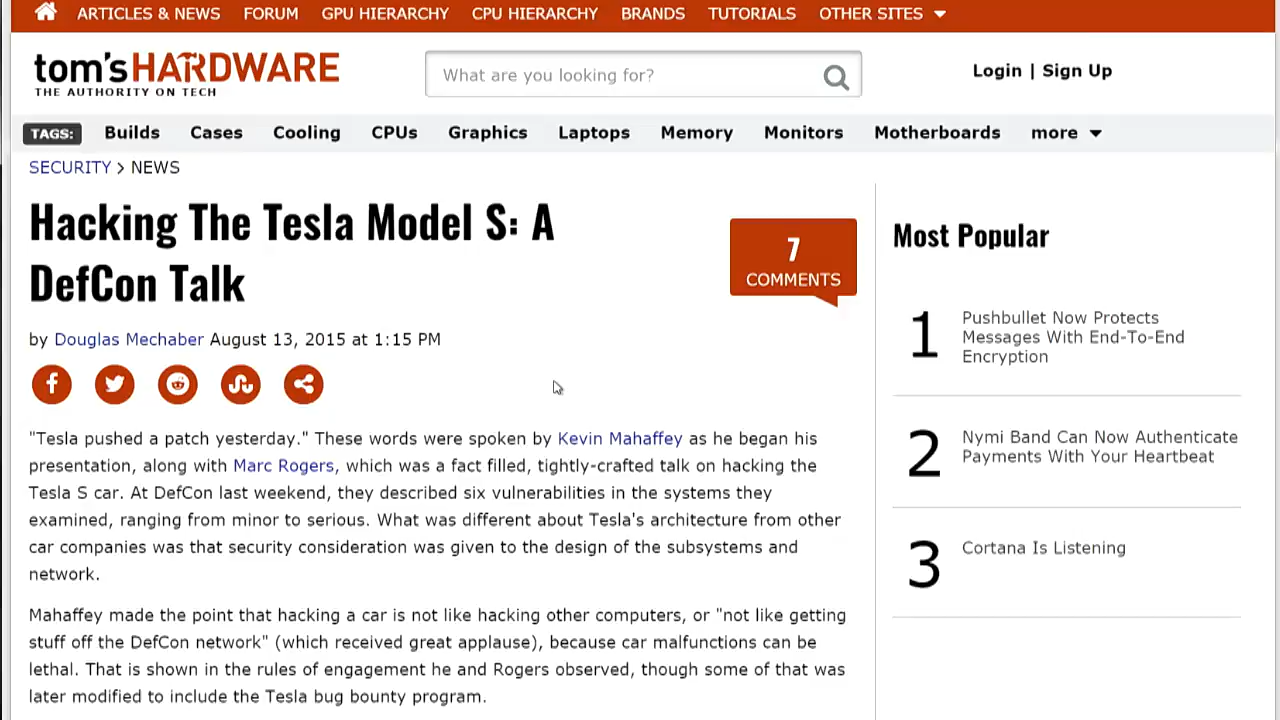 ARTICLES & NEWS FORUM GPU HIERARCHY CPU HIERARCHY BRANDS TUTORIALS OTHER SITES
tom's HARDWARE
THE AUTHORITY ON TECH
What are you looking for?
Login | Sign Up
TAGS: Builds Cases Cooling CPUs Graphics Laptops Memory Monitors Motherboards more
SECURITY > NEWS
Hacking The Tesla Model S: A
DefCon Talk
7
COMMENTS
by Douglas Mechaber August 13, 2015 at 1:15 PM
"Tesla pushed a patch yesterday." These words were spoken by Kevin Mahaffey as he began his
presentation, along with Marc Rogers, which was a fact filled, tightly-crafted talk on hacking the
Tesla S car. At DefCon last weekend, they described six vulnerabilities in the systems they
examined, ranging from minor to serious. What was different about Tesla's architecture from other
car companies was that security consideration was given to the design of the subsystems and
network.
Mahaffey made the point that hacking a car is not like hacking other computers, or "not like getting
stuff off the DefCon network" (which received great applause), because car malfunctions can be
lethal. That is shown in the rules of engagement he and Rogers observed, though some of that was
later modified to include the Tesla bug bounty program.
Most Popular
1
Pushbullet Now Protects
Messages With End-To-End
Encryption
2
Nymi Band Can Now Authenticate
Payments With Your Heartbeat
3
Cortana Is Listening